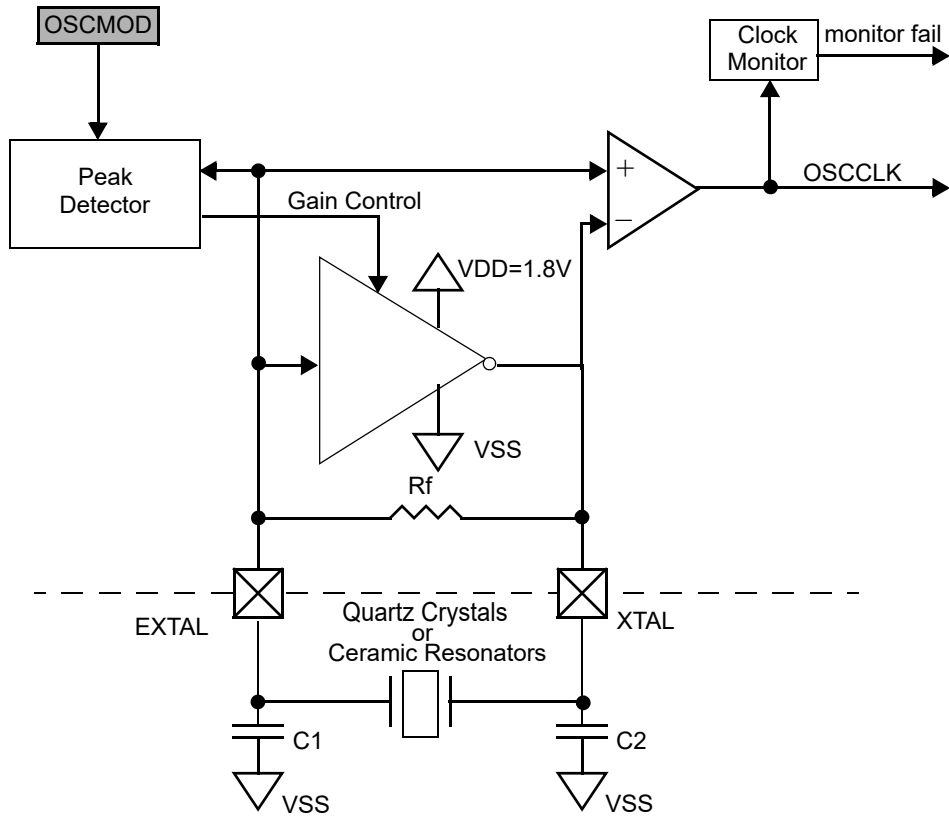 OSCMOD
Clock
Monitor
monitor fail
Peak
Detector
+
OSCCLK
Gain Control
−
VDD=1.8V
VSS
Rf
EXTAL
Quartz Crystals
or
Ceramic Resonators
XTAL
C1
C2
VSS
VSS